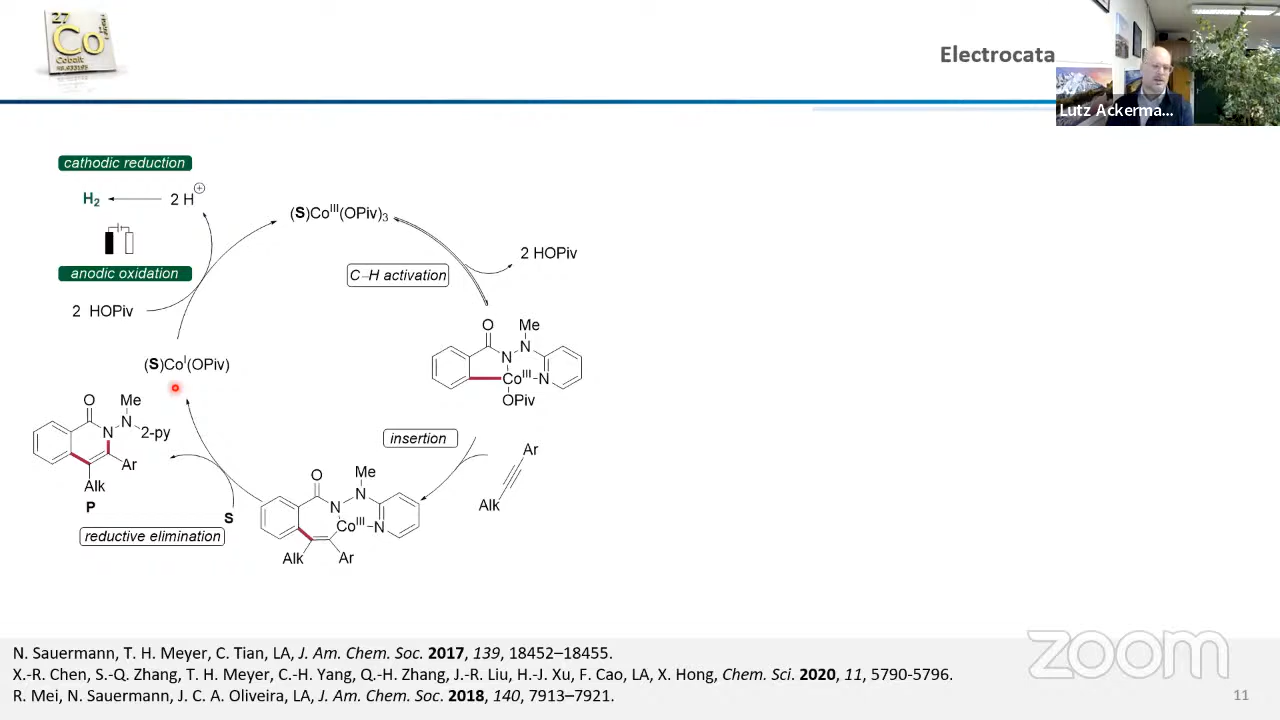 27
Co
Cobalt
Electrocata
Lutz Ackerma...
cathodic reduction
H2
2 H⊕
anodic oxidation
2 HOPiv
(S)CoIII(OPiv)3
C–H activation
2 HOPiv
O
Me
N
N
CoIII
N
OPiv
insertion
Ar
Alk
O
Me
N
N
CoIII
N
Alk
Ar
(S)CoI(OPiv)
O
Me
N
N
2-py
Ar
Alk
P
S
reductive elimination
N. Sauermann, T. H. Meyer, C. Tian, LA, J. Am. Chem. Soc. 2017, 139, 18452–18455.
X.-R. Chen, S.-Q. Zhang, T. H. Meyer, C.-H. Yang, Q.-H. Zhang, J.-R. Liu, H.-J. Xu, F. Cao, LA, X. Hong, Chem. Sci. 2020, 11, 5790-5796.
R. Mei, N. Sauermann, J. C. A. Oliveira, LA, J. Am. Chem. Soc. 2018, 140, 7913–7921.
zoom
11